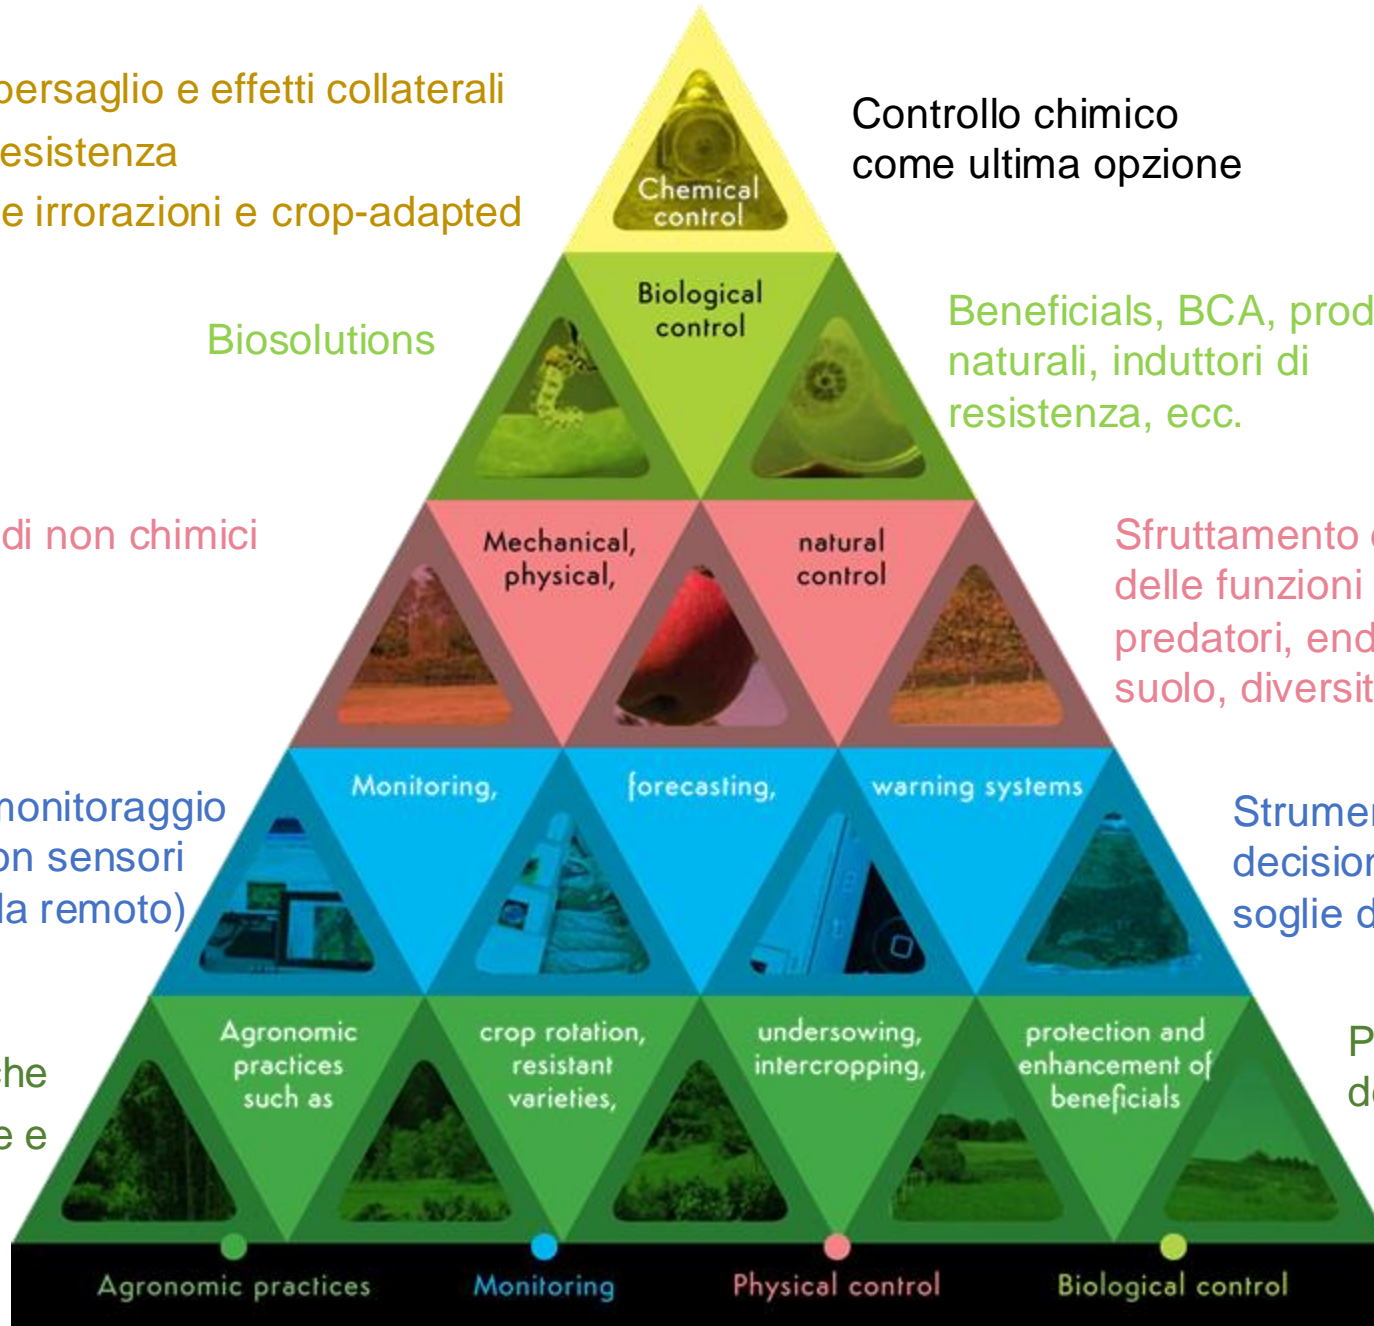 persaglio e effetti collaterali
esistenza
e irrorazioni e crop-adapted
Controllo chimico
come ultima opzione
Chemical
control
Biological
control
Biosolutions
Beneficials, BCA, prod
naturali, induttori di
resistenza, ecc.
Mechanical,
physical,
natural
control
di non chimici
Sfruttamento
delle funzioni
predatori, end
suolo, diversit
Monitoring,
forecasting,
warning systems
monitoraggio
on sensori
da remoto)
Strumen
decision
soglie d
Agronomic
practices
such as
crop rotation,
resistant
varieties,
undersowing,
intercropping,
protection and
enhancement of
beneficials
che
e e
P
de
Agronomic practices
Monitoring
Physical control
Biological control